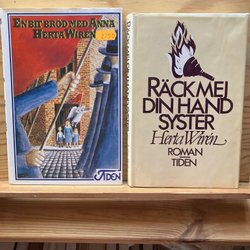 EN BIT BRÖD MED ANNA
HERTA WIRÉN
TIDEN
RÄCK MEJ
DIN HAND
SYSTER
Herta Wirén
ROMAN
TIDEN